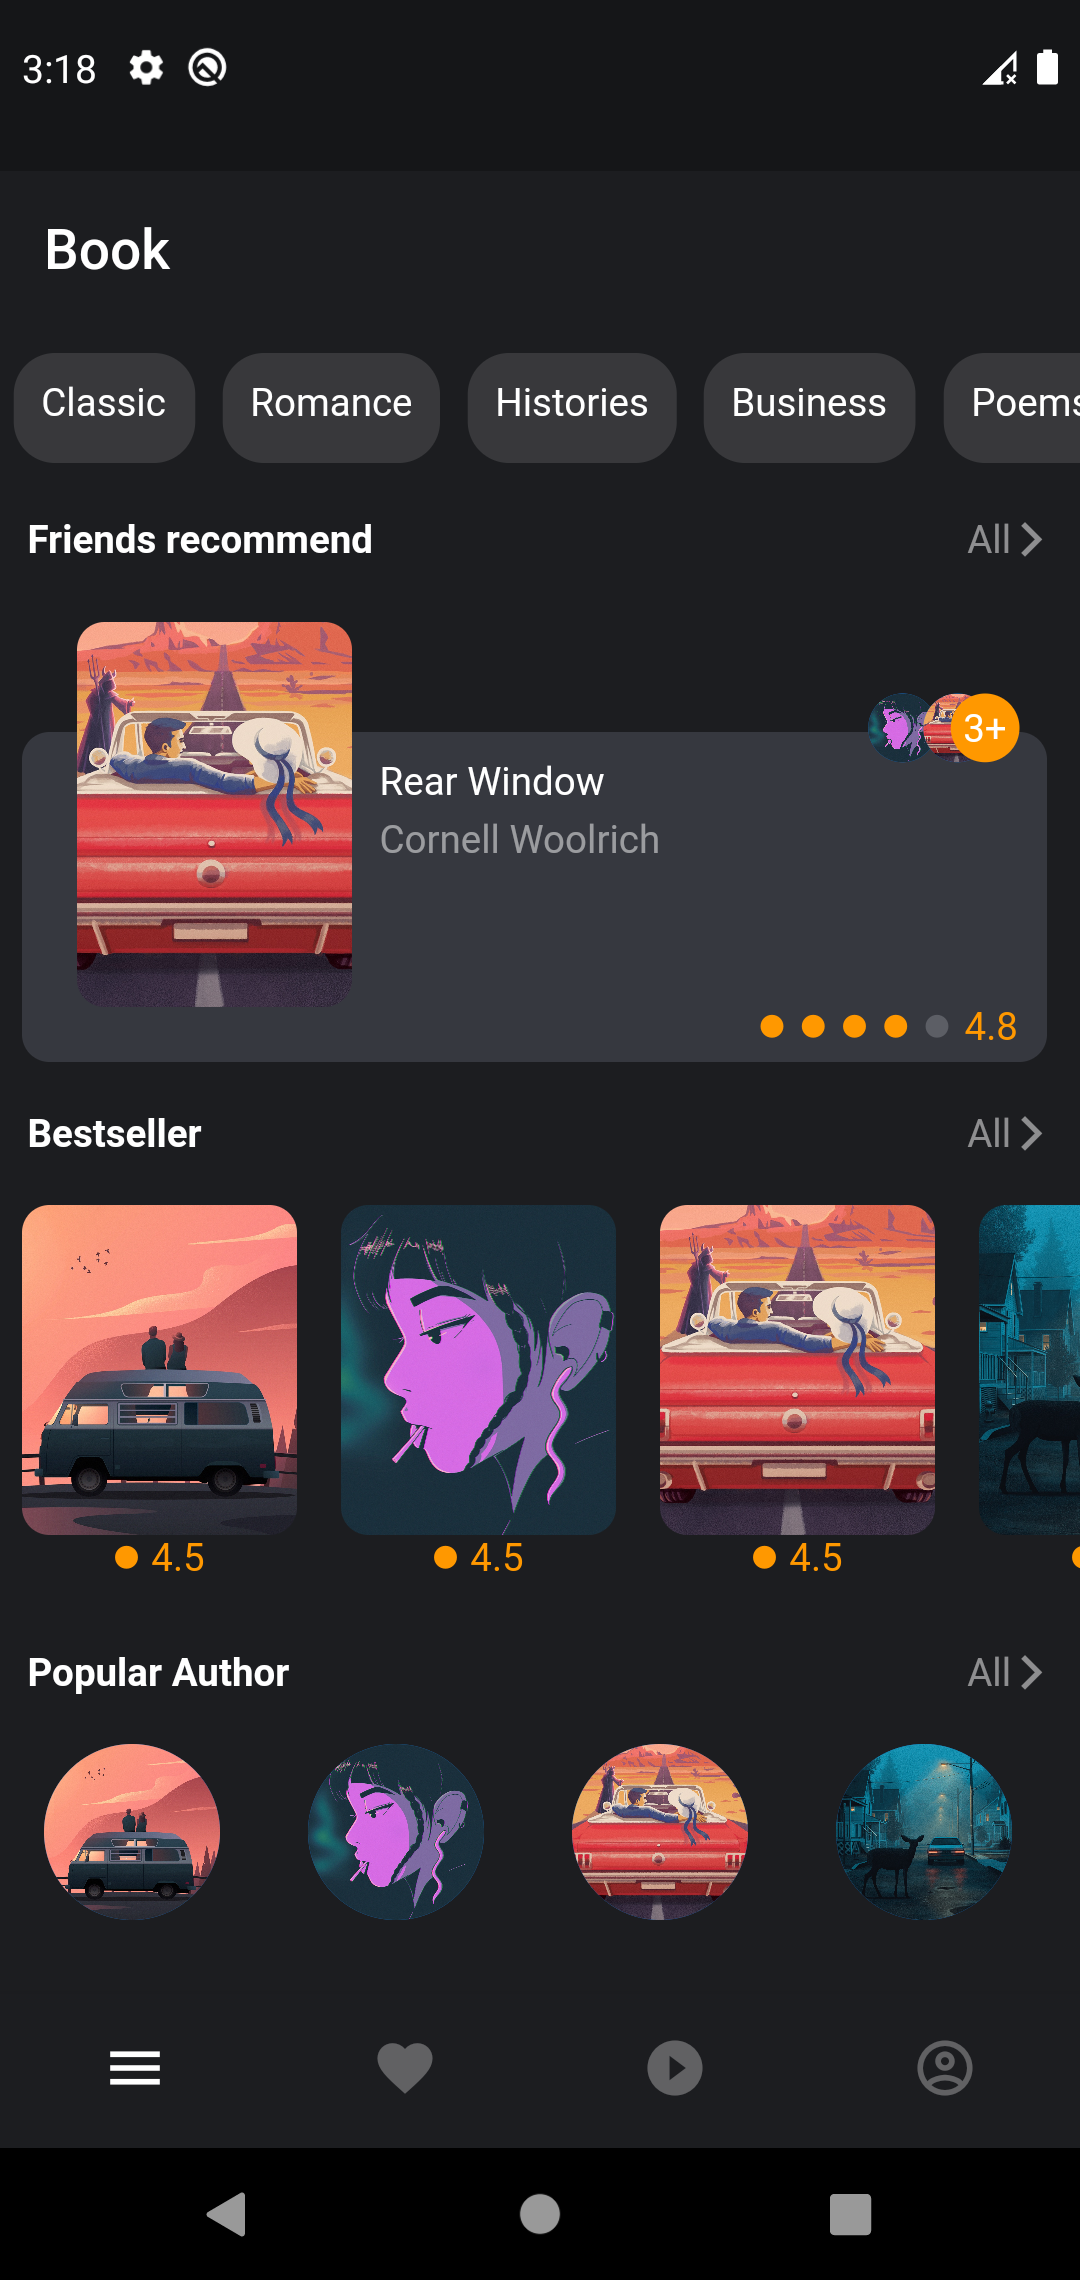 3:18
Book
Classic Romance Histories Business Poems
Friends recommend All
3+
Rear Window
Cornell Woolrich
4.8
Bestseller All
4.5 4.5 4.5
Popular Author All